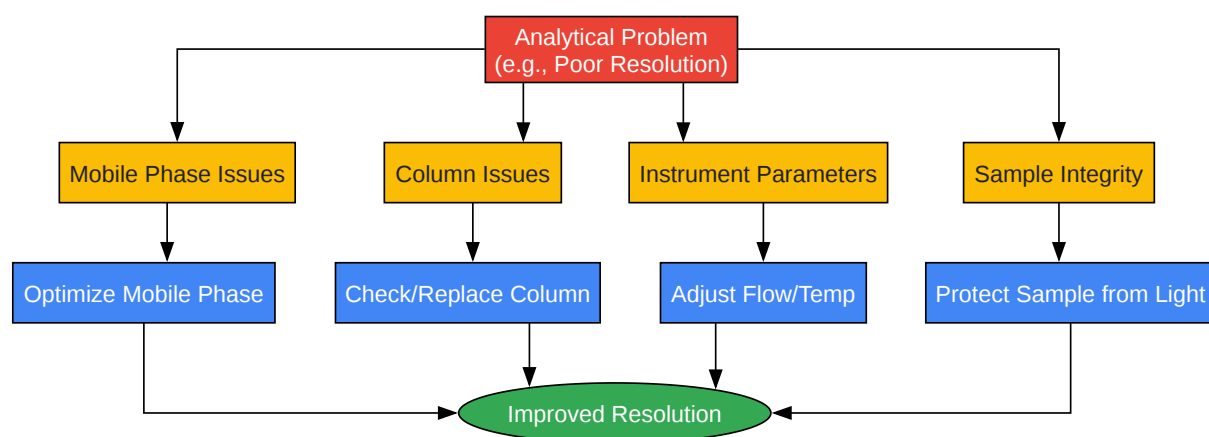 Analytical Problem
(e.g., Poor Resolution)
Mobile Phase Issues
Column Issues
Instrument Parameters
Sample Integrity
Optimize Mobile Phase
Check/Replace Column
Adjust Flow/Temp
Protect Sample from Light
Improved Resolution